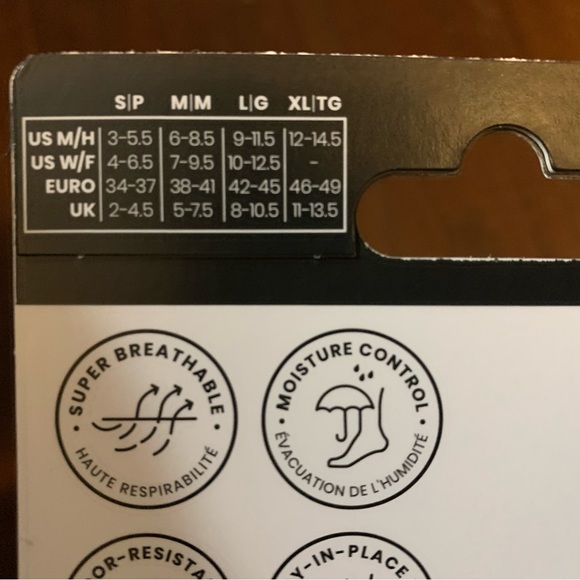 S|P M|M L|G XL|TG
US M/H 3-5.5 6-8.5 9-11.5 12-14.5
US W/F 4-6.5 7-9.5 10-12.5 -
EURO 34-37 38-41 42-45 46-49
UK 2-4.5 5-7.5 8-10.5 11-13.5
• SUPER BREATHABLE •
HAUTE RESPIRABILITÉ
• MOISTURE CONTROL •
ÉVACUATION DE L'HUMIDITÉ